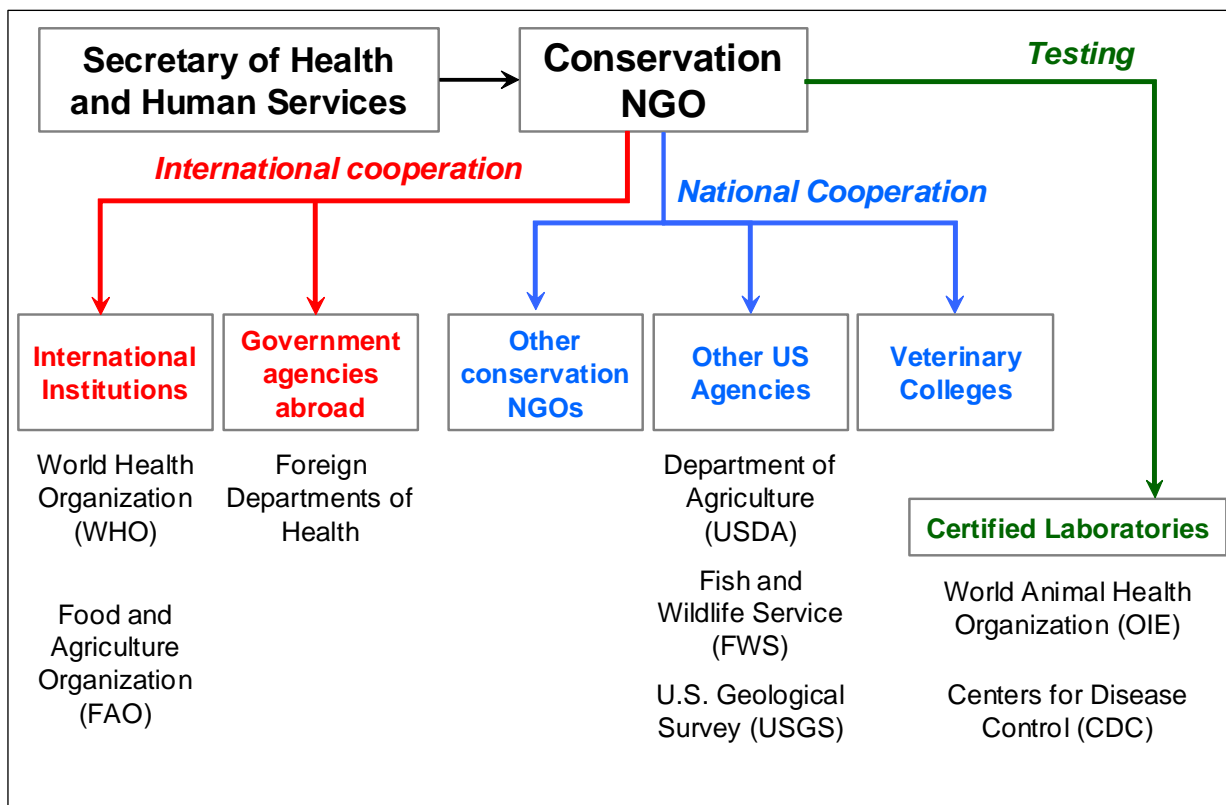 Secretary of Health
and Human Services
Conservation
NGO
Testing
International cooperation
National Cooperation
International
Institutions
Government
agencies
abroad
Other
conservation
NGOs
Other US
Agencies
Veterinary
Colleges
World Health
Organization
(WHO)
Food and
Agriculture
Organization
(FAO)
Foreign
Departments of
Health
Department of
Agriculture
(USDA)
Fish and
Wildlife Service
(FWS)
U.S. Geological
Survey (USGS)
Certified Laboratories
World Animal Health
Organization (OIE)
Centers for Disease
Control (CDC)